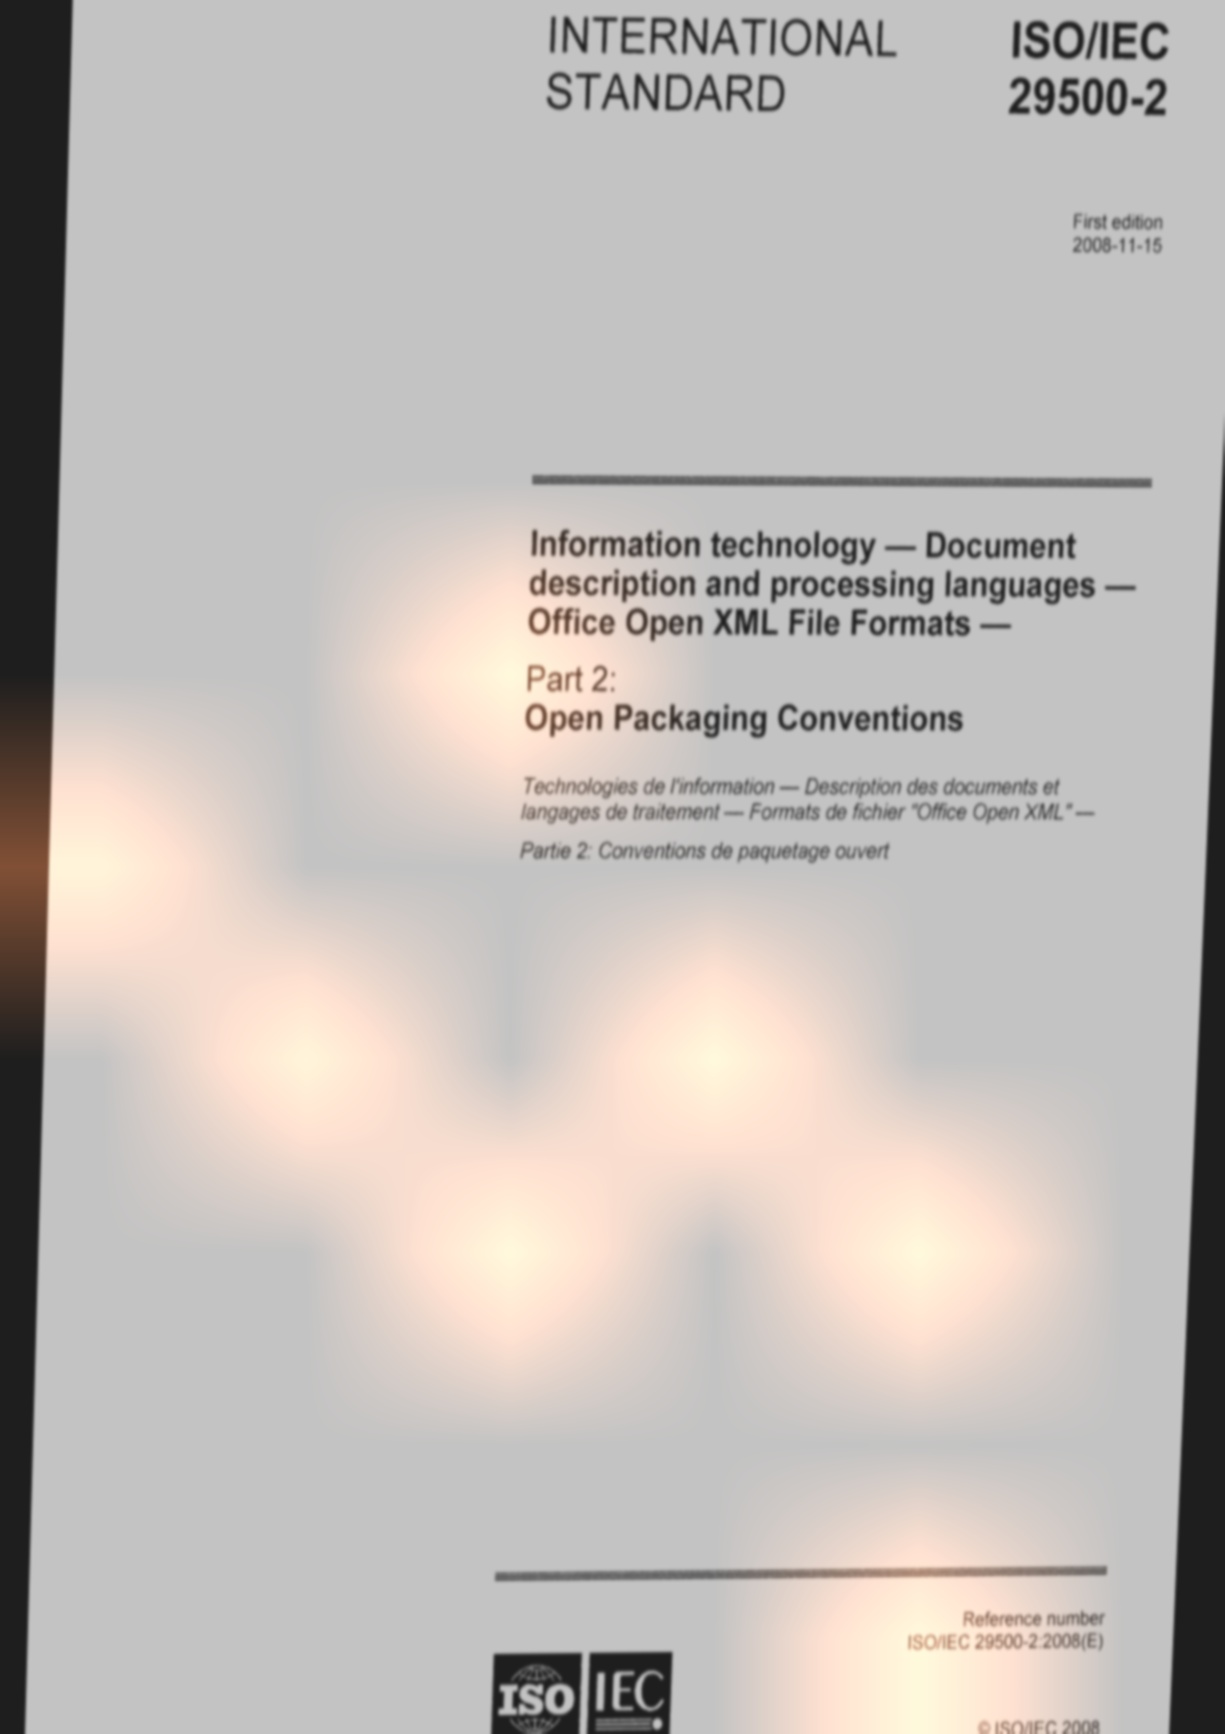 INTERNATIONAL
STANDARD
ISO/IEC
29500-2
First edition
2008-11-15
Information technology — Document
description and processing languages —
Office Open XML File Formats —
Part 2:
Open Packaging Conventions
Technologies de l'information — Description des documents et
langages de traitement — Formats de fichier "Office Open XML" —
Partie 2: Conventions de paquetage ouvert
Reference number
ISO/IEC 29500-2:2008(E)
ISO
IEC
© ISO/IEC 2008